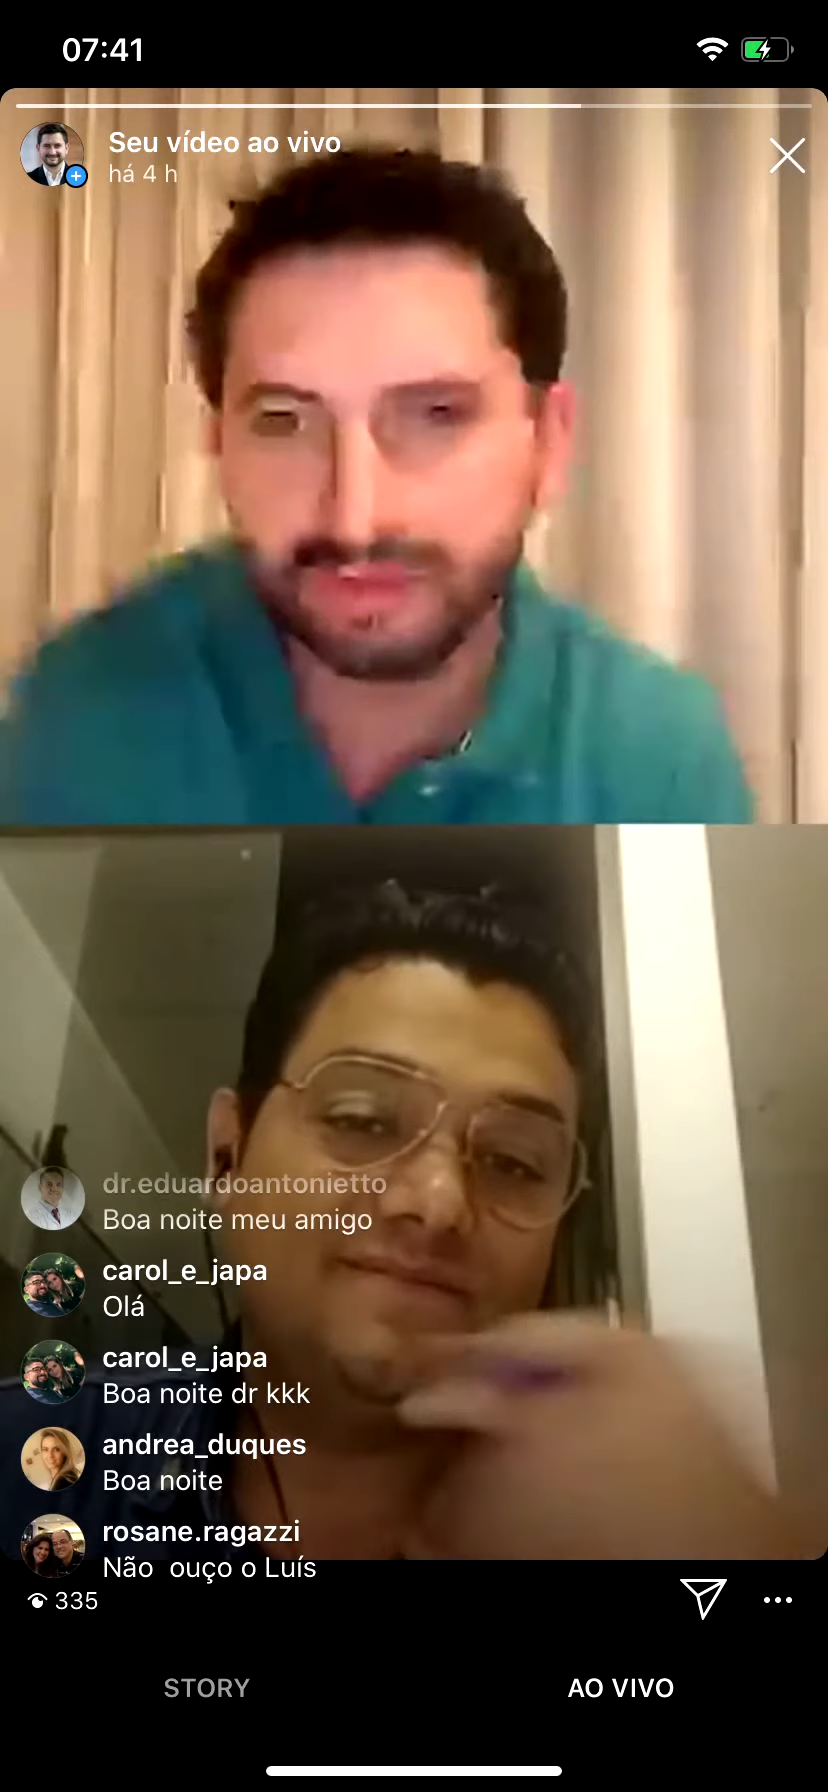 07:41
Seu vídeo ao vivo
há 4 h
dr.eduardoantonietto
Boa noite meu amigo
carol_e_japa
Olá
carol_e_japa
Boa noite dr kkk
andrea_duques
Boa noite
rosane.ragazzi
Não  ouço o Luís
335
STORY
AO VIVO